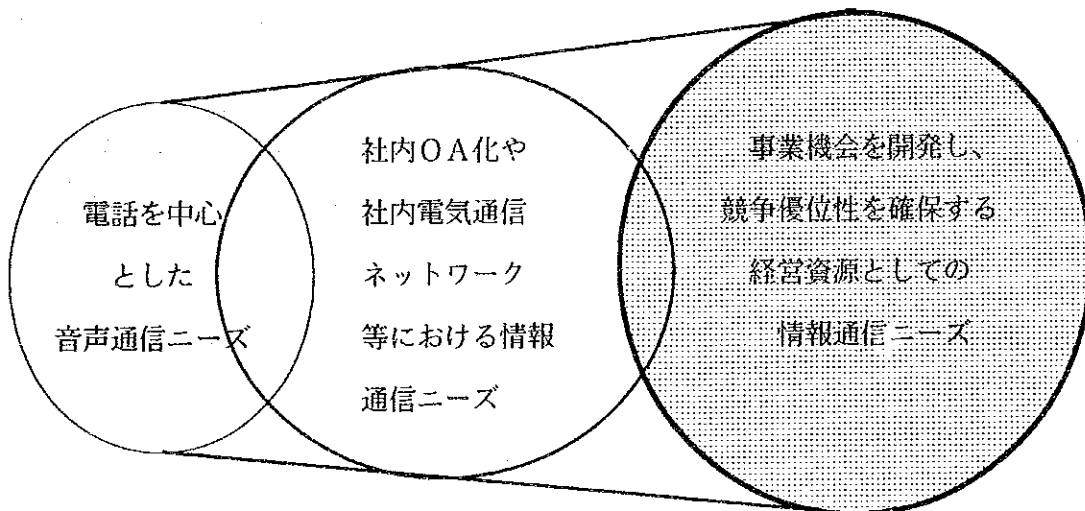 電話を中心
とした
音声通信ニーズ
社内OA化や
社内電気通信
ネットワーク
等における情報
通信ニーズ
事業機会を開発し、
競争優位性を確保する
経営資源としての
情報通信ニーズ